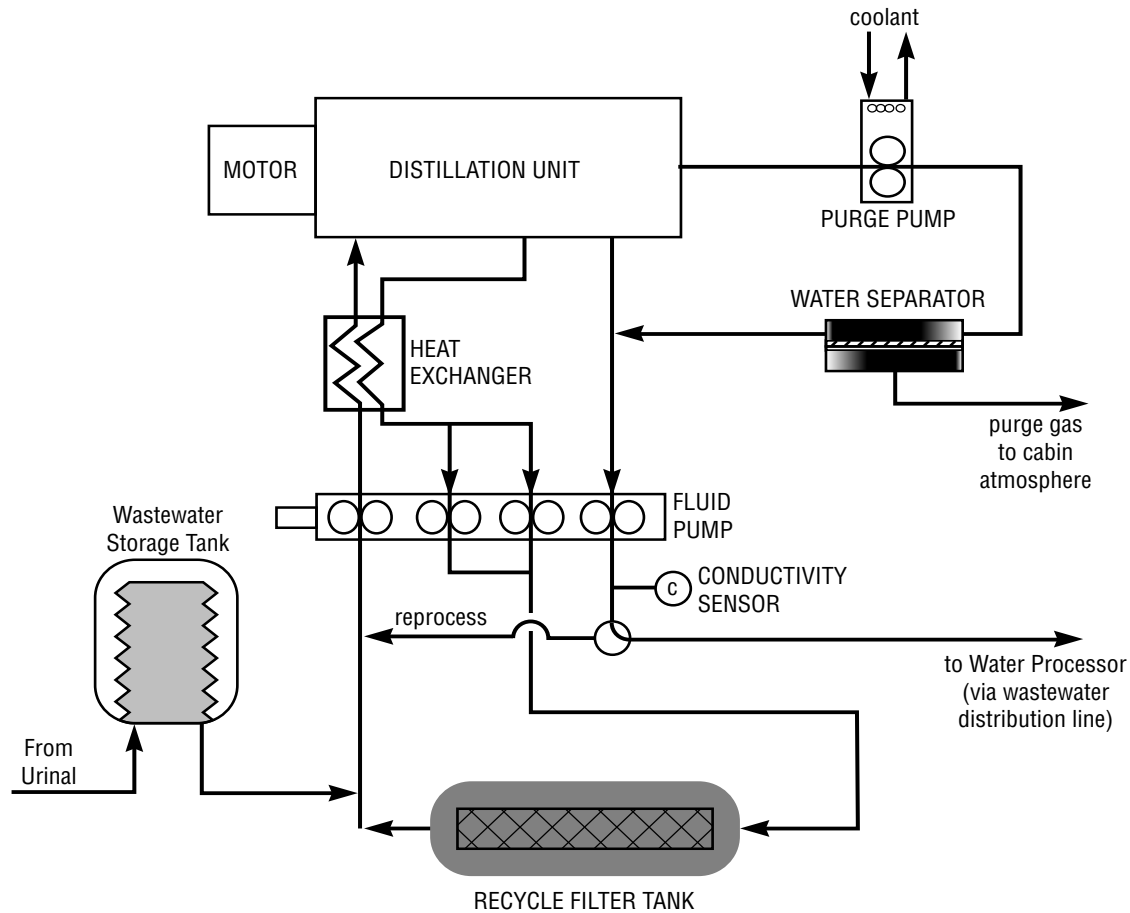 coolant
MOTOR
DISTILLATION UNIT
PURGE PUMP
WATER SEPARATOR
HEAT
EXCHANGER
purge gas
to cabin
atmosphere
FLUID
PUMP
Wastewater
Storage Tank
C
CONDUCTIVITY
SENSOR
reprocess
to Water Processor
(via wastewater
distribution line)
From
Urinal
RECYCLE FILTER TANK